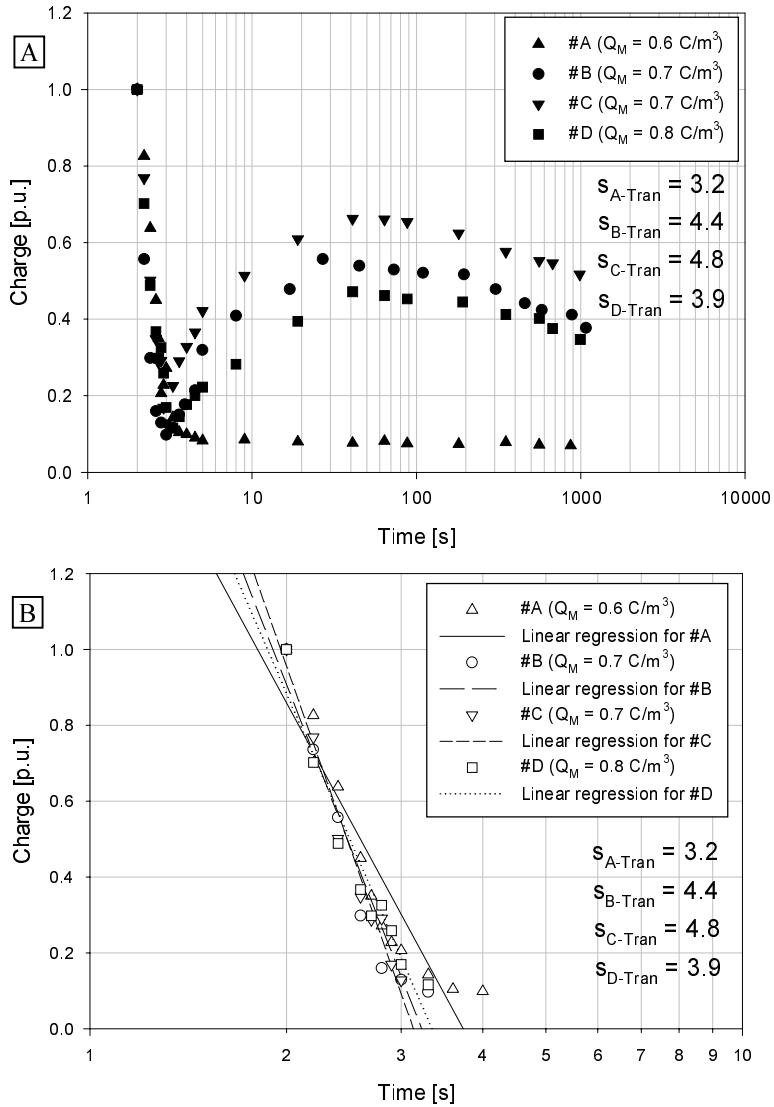 A
1.2
1.0
0.8
0.6
0.4
0.2
0.0
Charge [p.u.]
#A (Q_M = 0.6 C/m³)
#B (Q_M = 0.7 C/m³)
#C (Q_M = 0.7 C/m³)
#D (Q_M = 0.8 C/m³)
s_A-Tran = 3.2
s_B-Tran = 4.4
s_C-Tran = 4.8
s_D-Tran = 3.9
1 10 100 1000 10000
Time [s]
B
1.2
1.0
0.8
0.6
0.4
0.2
0.0
Charge [p.u.]
#A (Q_M = 0.6 C/m³)
Linear regression for #A
#B (Q_M = 0.7 C/m³)
Linear regression for #B
#C (Q_M = 0.7 C/m³)
Linear regression for #C
#D (Q_M = 0.8 C/m³)
Linear regression for #D
s_A-Tran = 3.2
s_B-Tran = 4.4
s_C-Tran = 4.8
s_D-Tran = 3.9
1 2 3 4 5 6 7 8 9 10
Time [s]